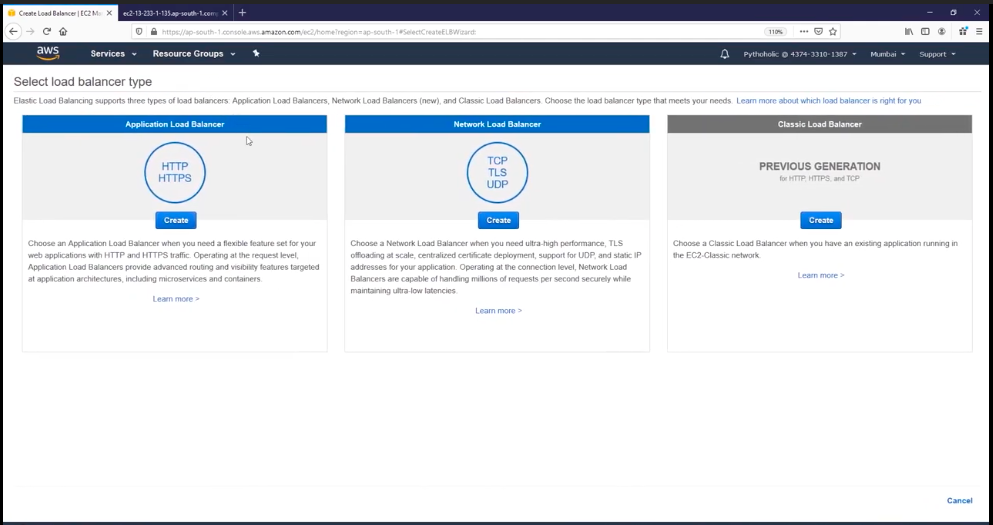 Create Load Balancer | EC2 Ma
ec2-13-233-1-135.ap-south-1.comp
https://ap-south-1.console.aws.amazon.com/ec2/home?region=ap-south-1#SelectCreateELBWizard:
110%
aws
Services
Resource Groups
Pythoholic @ 4374-3310-1387
Mumbai
Support
Select load balancer type
Elastic Load Balancing supports three types of load balancers: Application Load Balancers, Network Load Balancers (new), and Classic Load Balancers. Choose the load balancer type that meets your needs. Learn more about which load balancer is right for you
Application Load Balancer
HTTP
HTTPS
Create
Choose an Application Load Balancer when you need a flexible feature set for your
web applications with HTTP and HTTPS traffic. Operating at the request level,
Application Load Balancers provide advanced routing and visibility features targeted
at application architectures, including microservices and containers.
Learn more >
Network Load Balancer
TCP
TLS
UDP
Create
Choose a Network Load Balancer when you need ultra-high performance, TLS
offloading at scale, centralized certificate deployment, support for UDP, and static IP
addresses for your application. Operating at the connection level, Network Load
Balancers are capable of handling millions of requests per second securely while
maintaining ultra-low latencies.
Learn more >
Classic Load Balancer
PREVIOUS GENERATION
for HTTP, HTTPS, and TCP
Create
Choose a Classic Load Balancer when you have an existing application running in
the EC2-Classic network.
Learn more >
Cancel